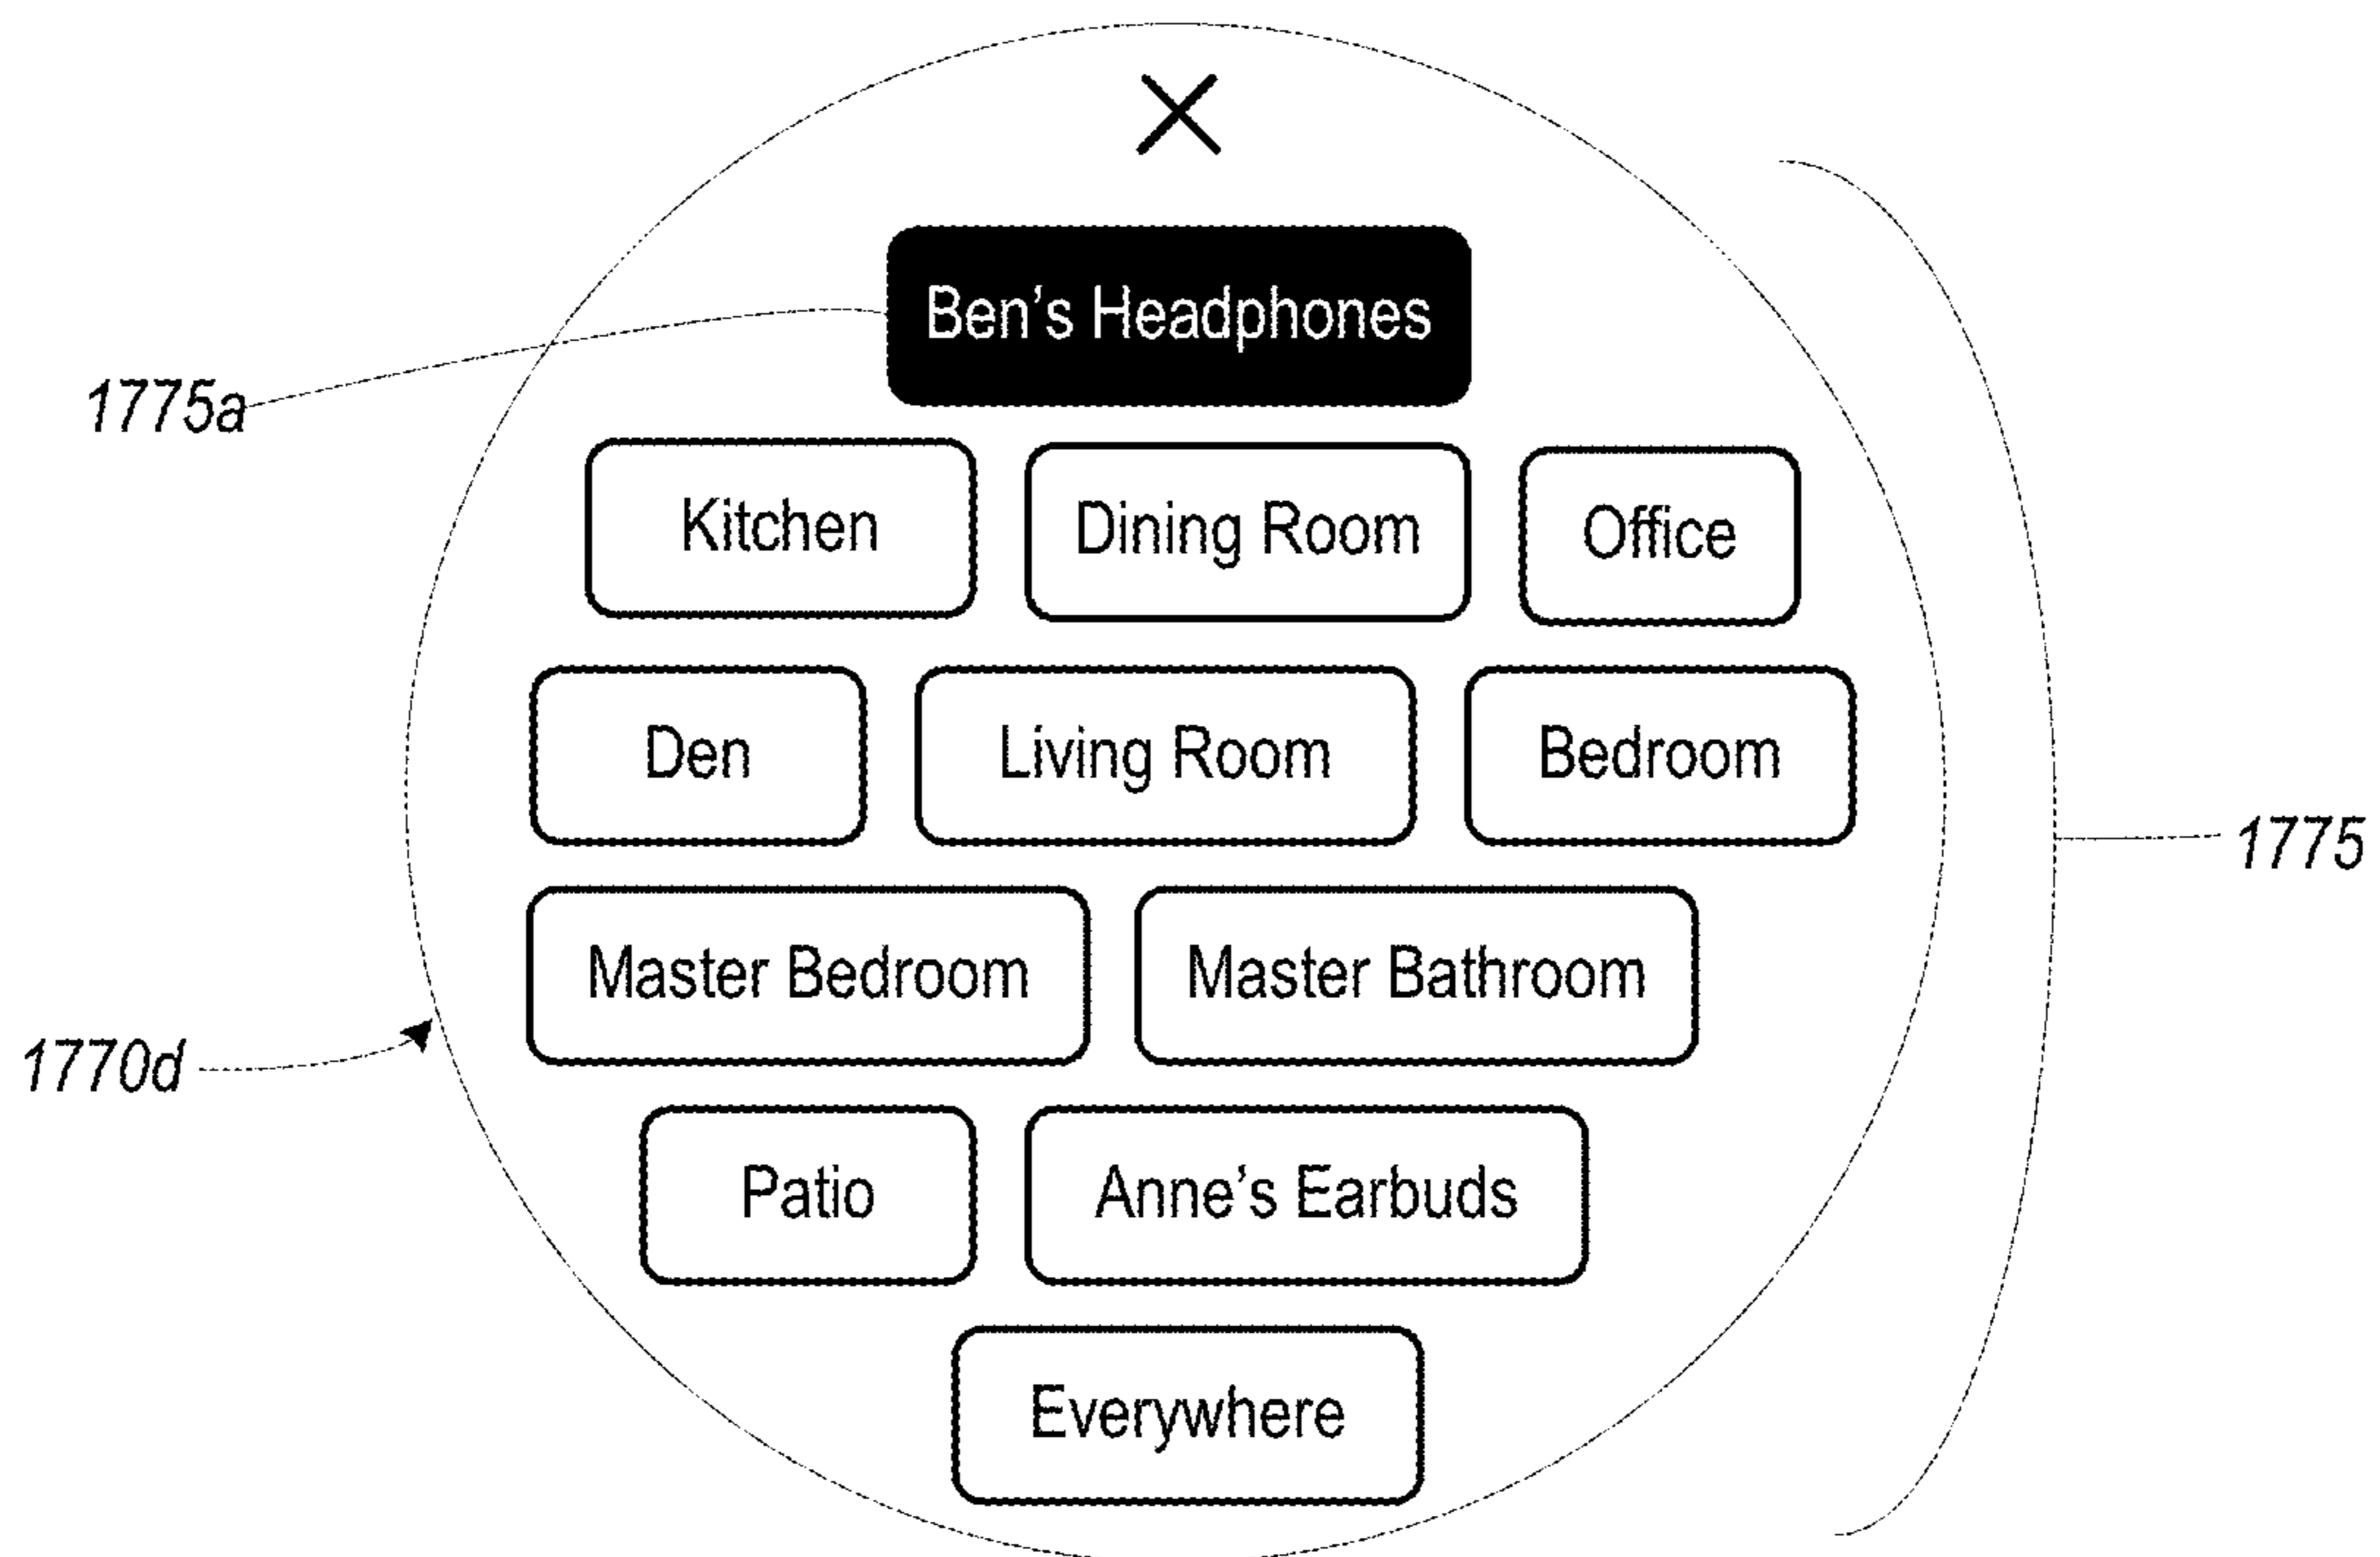 Ben's Headphones
1775a
Kitchen Dining Room Office
Den Living Room Bedroom
1775
Master Bedroom Master Bathroom
1770d
Patio Anne's Earbuds
Everywhere